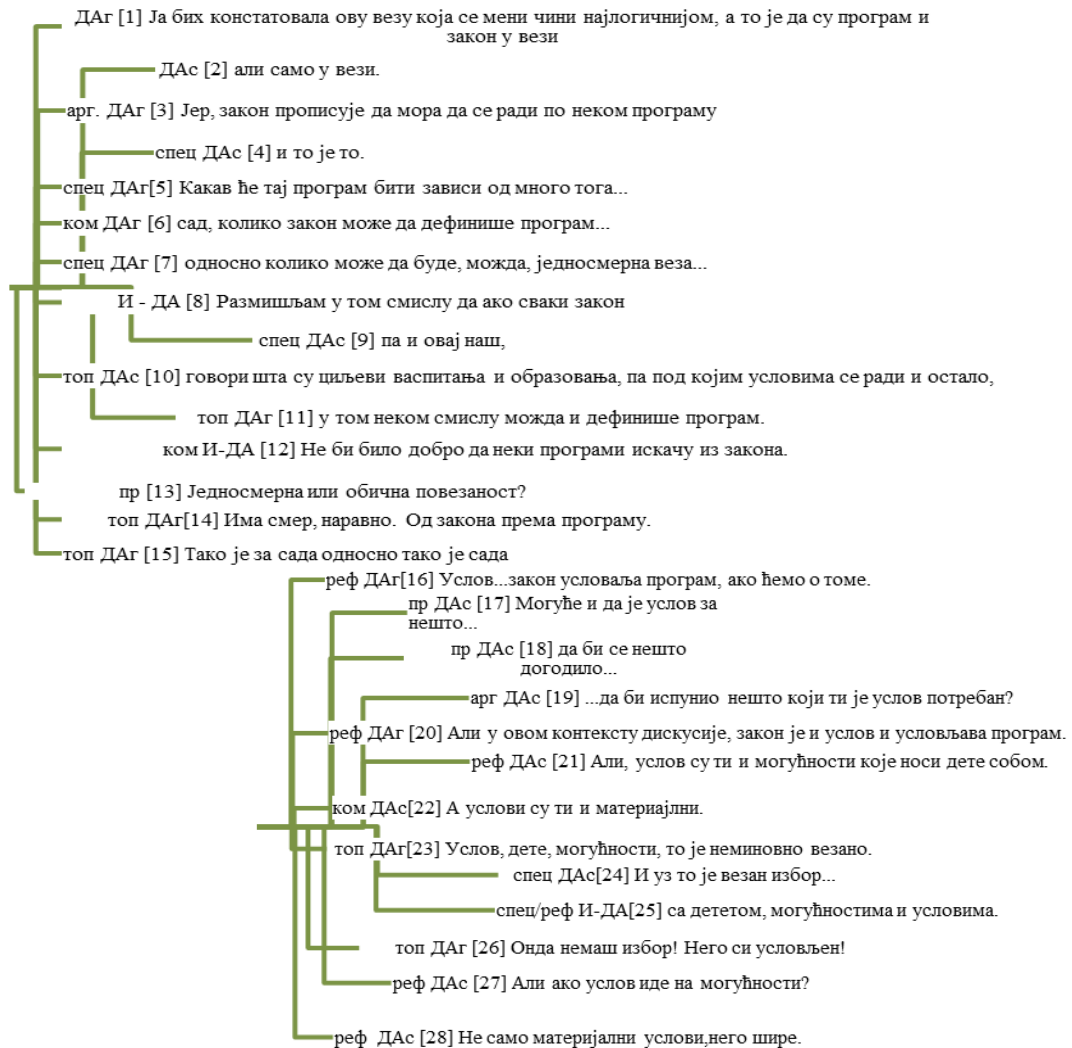 ДАг [1] Ја бих констатовала ову везу која се мени чини најлогичнијом, а то је да су програм и
закон у вези
ДАс [2] али само у вези.
арг. ДАг [3] Јер, закон прописује да мора да се ради по неком програму
спец ДАс [4] и то је то.
спец ДАг[5] Какав ће тај програм бити зависи од много тога...
ком ДАг [6] сад, колико закон може да дефинише програм...
спец ДАг [7] односно колико може да буде, можда, једносмерна веза...
И - ДА [8] Размишљам у том смислу да ако сваки закон
спец ДАс [9] па и овај наш,
топ ДАс [10] говори шта су циљеви васпитања и образовања, па под којим условима се ради и остало,
топ ДАг [11] у том неком смислу можда и дефинише програм.
ком И-ДА [12] Не би било добро да неки програми искачу из закона.
пр [13] Једносмерна или обична повезаност?
топ ДАг[14] Има смер, наравно. Од закона према програму.
топ ДАг [15] Тако је за сада односно тако је сада
реф ДАг[16] Услов...закон условаља програм, ако ћемо о томе.
пр ДАс [17] Могуће и да је услов за
нешто...
пр ДАс [18] да би се нешто
догодило...
арг ДАс [19] ...да би испунио нешто који ти је услов потребан?
реф ДАг [20] Али у овом контексту дискусије, закон је и услов и условљава програм.
реф ДАс [21] Али, услов су ти и могућности које носи дете собом.
ком ДАс[22] А услови су ти и материајлни.
топ ДАг[23] Услов, дете, могућности, то је неминовно везано.
спец ДАс[24] И уз то је везан избор...
спец/реф И-ДА[25] са дететом, могућностима и условима.
топ ДАг [26] Онда немаш избор! Него си условљен!
реф ДАс [27] Али ако услов иде на могућности?
реф ДАс [28] Не само материјални услови,него шире.